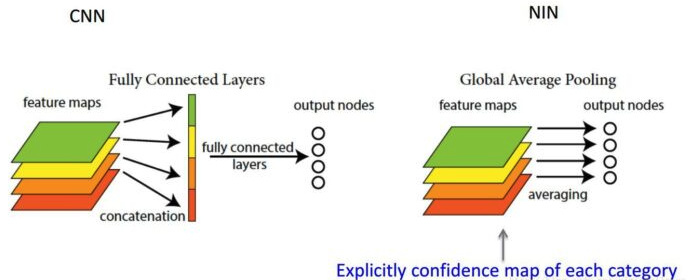 CNN
NIN
Fully Connected Layers
feature maps
output nodes
fully connected
layers
concatenation
Global Average Pooling
feature maps
output nodes
averaging
Explicitly confidence map of each category